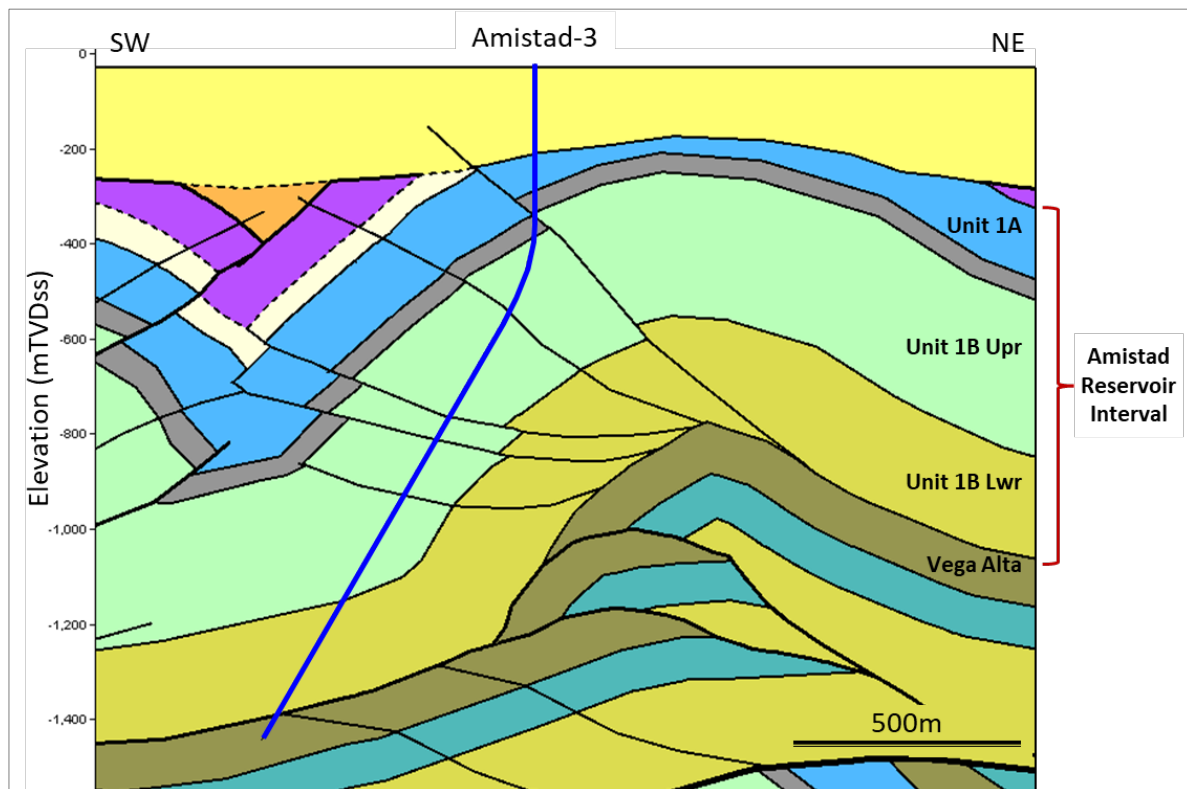 SW
Amistad-3
NE
0
-200
-400
-600
-800
-1,000
-1,200
-1,400
Elevation (mTVDss)
Unit 1A
Unit 1B Upr
Unit 1B Lwr
Vega Alta
Amistad
Reservoir
Interval
500m